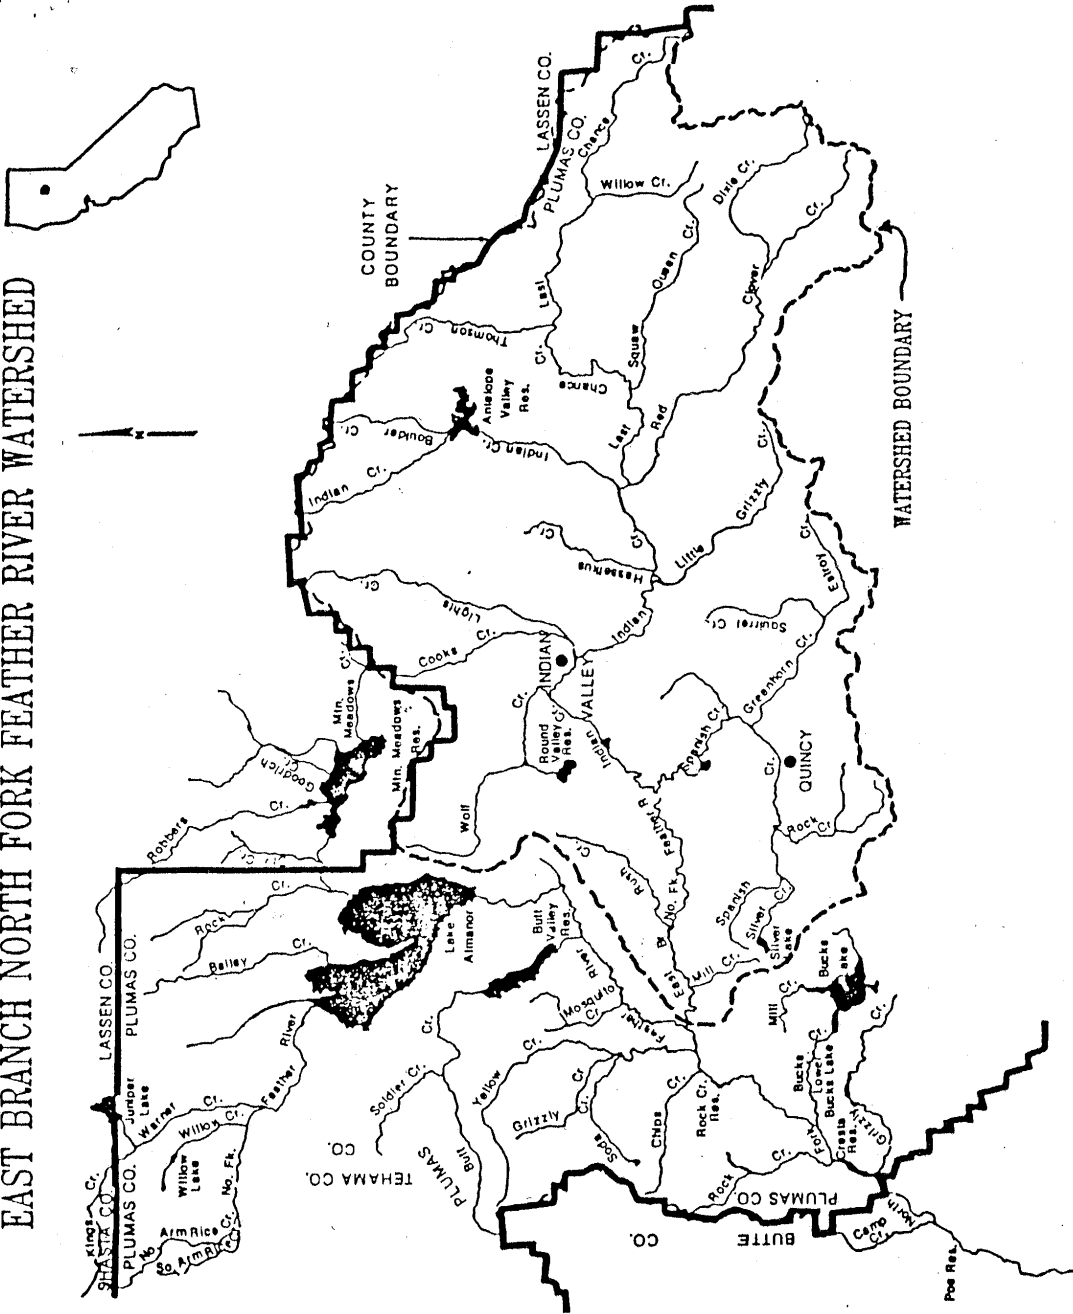 EAST BRANCH NORTH FORK FEATHER RIVER WATERSHED
N
COUNTY
BOUNDARY
LASSEN CO.
PLUMAS CO.
LASSEN CO.
PLUMAS CO.
SHASTA CO.
PLUMAS CO.
Kings Cr.
No. Arm Rice
So. Arm Rice Cr.
Willow
Lake
No. Fk.
Willow Cr.
Warner Cr.
Juniper
Lake
Feather River
Bailey Cr.
Rock Cr.
Robbers Cr.
Goodrich Cr.
Mtn.
Meadows Cr.
Mtn. Meadows
Res.
Lake
Almanor
Butt
Valley
Res.
Wolf Cr.
Round
Valley
Res.
Cooks Cr.
Lights Cr.
Indian Cr.
Boulder Cr.
Antelope
Valley
Res.
Indian Cr.
Thomson Cr.
Last Chance Cr.
Willow Cr.
Last Chance Cr.
Squaw Queen Cr.
Dixie Cr.
Red Clover Cr.
Last
Hasselkus Cr.
Indian Cr.
Little Grizzly Cr.
INDIAN
VALLEY
Indian Cr.
Squirrel Cr.
Greenhorn Cr.
Estroy Cr.
Spanish Cr.
QUINCY
Rock Cr.
Spanish Cr.
Silver Cr.
Silver
Lake
Mill Cr.
Rush Cr.
East Br. No. Fk. Feather R.
Feather River
Mosquito Cr.
Yellow Cr.
Soldier Cr.
Butt Cr.
PLUMAS CO.
TEHAMA CO.
Grizzly Cr.
Soda Cr.
Chips Cr.
Rock Cr.
Res.
Rock Cr.
Mill Cr.
Bucks
Lake
Bucks Cr.
Lower
Bucks Lake
Cresta
Res.
Grizzly Cr.
North Fork
PLUMAS CO.
BUTTE CO.
Camp Cr.
Poe Res.
WATERSHED BOUNDARY